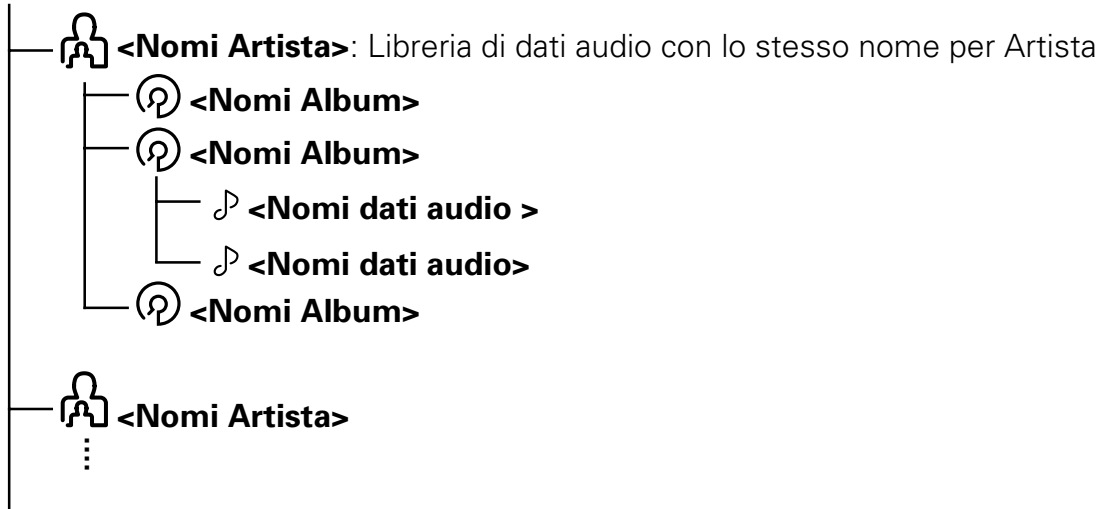 <Nomi Artista>: Libreria di dati audio con lo stesso nome per Artista
<Nomi Album>
<Nomi Album>
<Nomi dati audio >
<Nomi dati audio>
<Nomi Album>
<Nomi Artista>